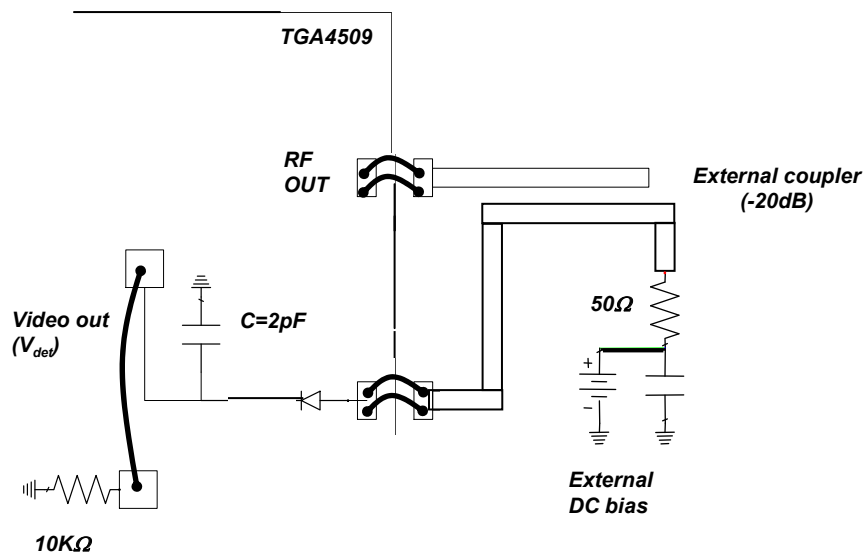 TGA4509
RF
OUT
External coupler
(-20dB)
Video out
(Vdet)
C=2pF
50Ω
+
–
External
DC bias
10KΩ